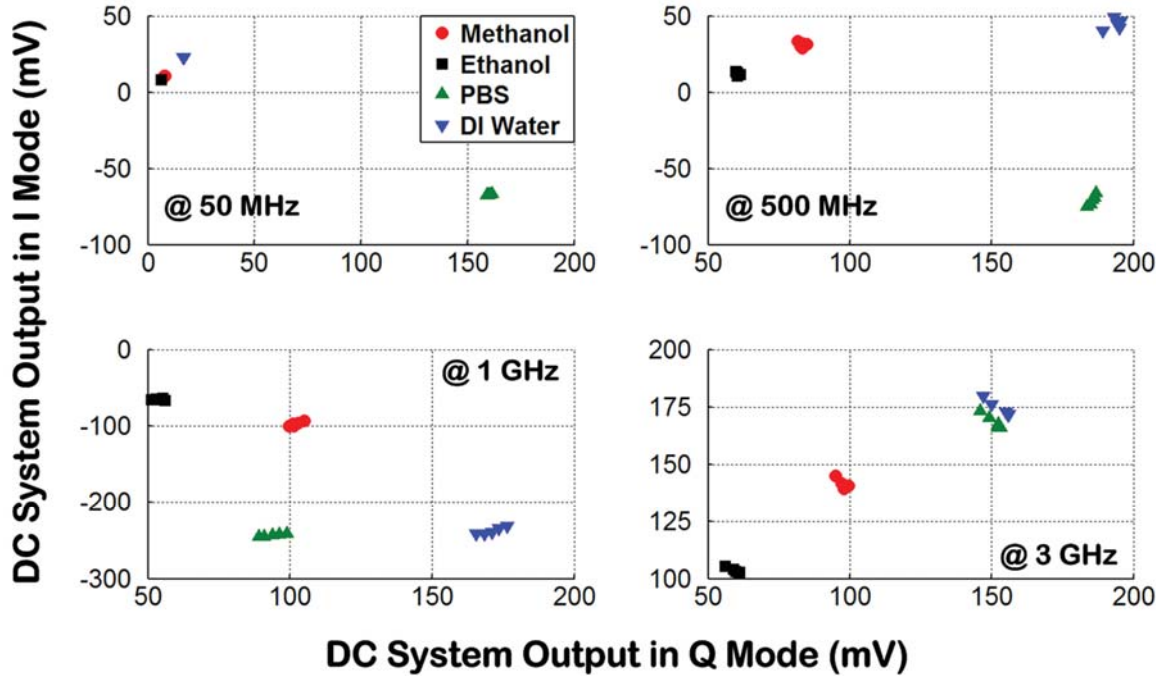 DC System Output in I Mode (mV)
50
0
-50
-100
0 50 100 150 200
Methanol
Ethanol
PBS
DI Water
@ 50 MHz
50
0
-50
-100
50 100 150 200
@ 500 MHz
0
-100
-200
-300
50 100 150 200
@ 1 GHz
200
175
150
125
100
50 100 150 200
@ 3 GHz
DC System Output in Q Mode (mV)